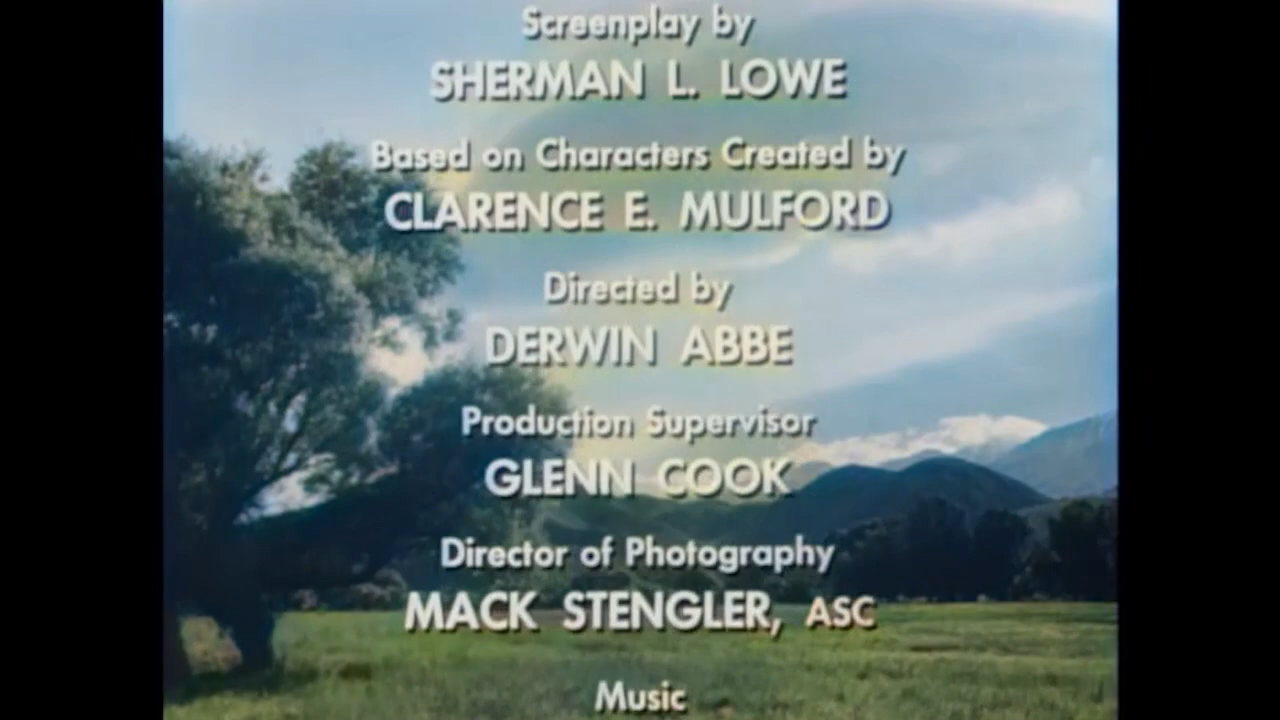 Screenplay by
SHERMAN L. LOWE
Based on Characters Created by
CLARENCE E. MULFORD
Directed by
DERWIN ABBE
Production Supervisor
GLENN COOK
Director of Photography
MACK STENGLER, ASC
Music